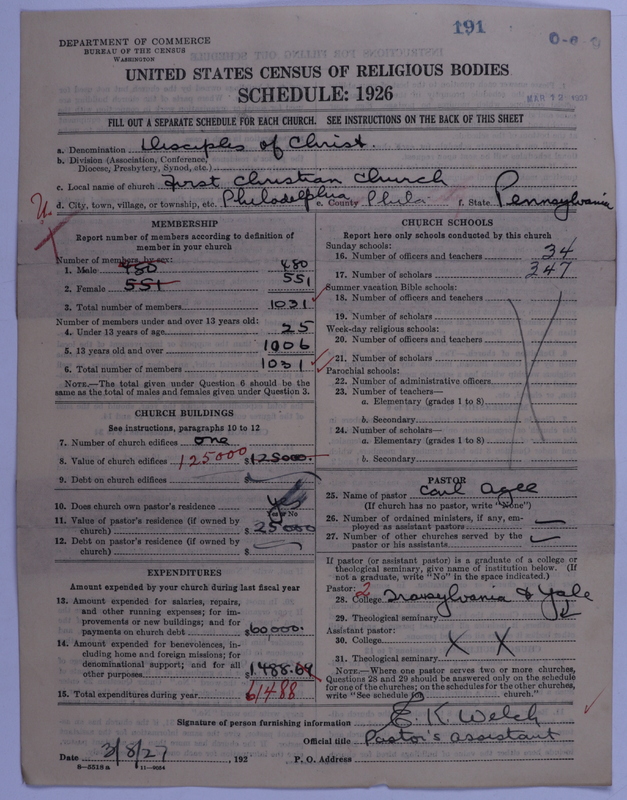 191
0-6-9
DEPARTMENT OF COMMERCE
BUREAU OF THE CENSUS
WASHINGTON
UNITED STATES CENSUS OF RELIGIOUS BODIES
SCHEDULE: 1926
MAR 12 1927
FILL OUT A SEPARATE SCHEDULE FOR EACH CHURCH. SEE INSTRUCTIONS ON THE BACK OF THIS SHEET
a. Denomination Disciples of Christ.
b. Division (Association, Conference,
Diocese, Presbytery, Synod, etc.)
c. Local name of church First Christian Church
d. City, town, village, or township, etc. Philadelphia e. County Phila f. State Pennsylvania
MEMBERSHIP
Report number of members according to definition of
member in your church
Number of members by sex:
1. Male 480 480
2. Female 551 551
3. Total number of members 1031
Number of members under and over 13 years old:
4. Under 13 years of age 25
5. 13 years old and over 1006
6. Total number of members 1031
NOTE.—The total given under Question 6 should be
same as the total of males and females given under Question 3.
CHURCH BUILDINGS
See instructions, paragraphs 10 to 12
7. Number of church edifices one
8. Value of church edifices 125000 $125000.
9. Debt on church edifices $
10. Does church own pastor's residence yes
Yes or No
11. Value of pastor's residence (if owned by
church) $25000
12. Debt on pastor's residence (if owned by
church) $
EXPENDITURES
Amount expended by your church during last fiscal year
13. Amount expended for salaries, repairs,
and other running expenses; for im-
provements or new buildings; and for
payments on church debt $60,000.
14. Amount expended for benevolences, in-
cluding home and foreign missions; for
denominational support; and for all
other purposes $1488.64
15. Total expenditures during year 61488
CHURCH SCHOOLS
Report here only schools conducted by this church
Sunday schools:
16. Number of officers and teachers 34
17. Number of scholars 347
Summer vacation Bible schools:
18. Number of officers and teachers
19. Number of scholars
Week-day religious schools:
20. Number of officers and teachers
21. Number of scholars
Parochial schools:
22. Number of administrative officers
23. Number of teachers—
a. Elementary (grades 1 to 8)
b. Secondary
24. Number of scholars—
a. Elementary (grades 1 to 8)
b. Secondary
PASTOR
25. Name of pastor Carl Agee
(If church has no pastor, write "None")
26. Number of ordained ministers, if any, em-
ployed as assistant pastors
27. Number of other churches served by the
pastor or his assistants
If pastor (or assistant pastor) is a graduate of a college or
theological seminary, give name of institution below. (If
not a graduate, write "No" in the space indicated.)
Pastor: 2
28. College Transylvania & Yale
29. Theological seminary
Assistant pastor:
30. College X X
31. Theological seminary
NOTE.—Where one pastor serves two or more churches,
Questions 28 and 29 should be answered only on the schedule
for one of the churches; on the schedules for the other churches,
write "See schedule for church."
Signature of person furnishing information E. K. Welch
Official title Pastor's assistant
Date 3/8/27, 192 P. O. Address
8—5518 a 11—9664